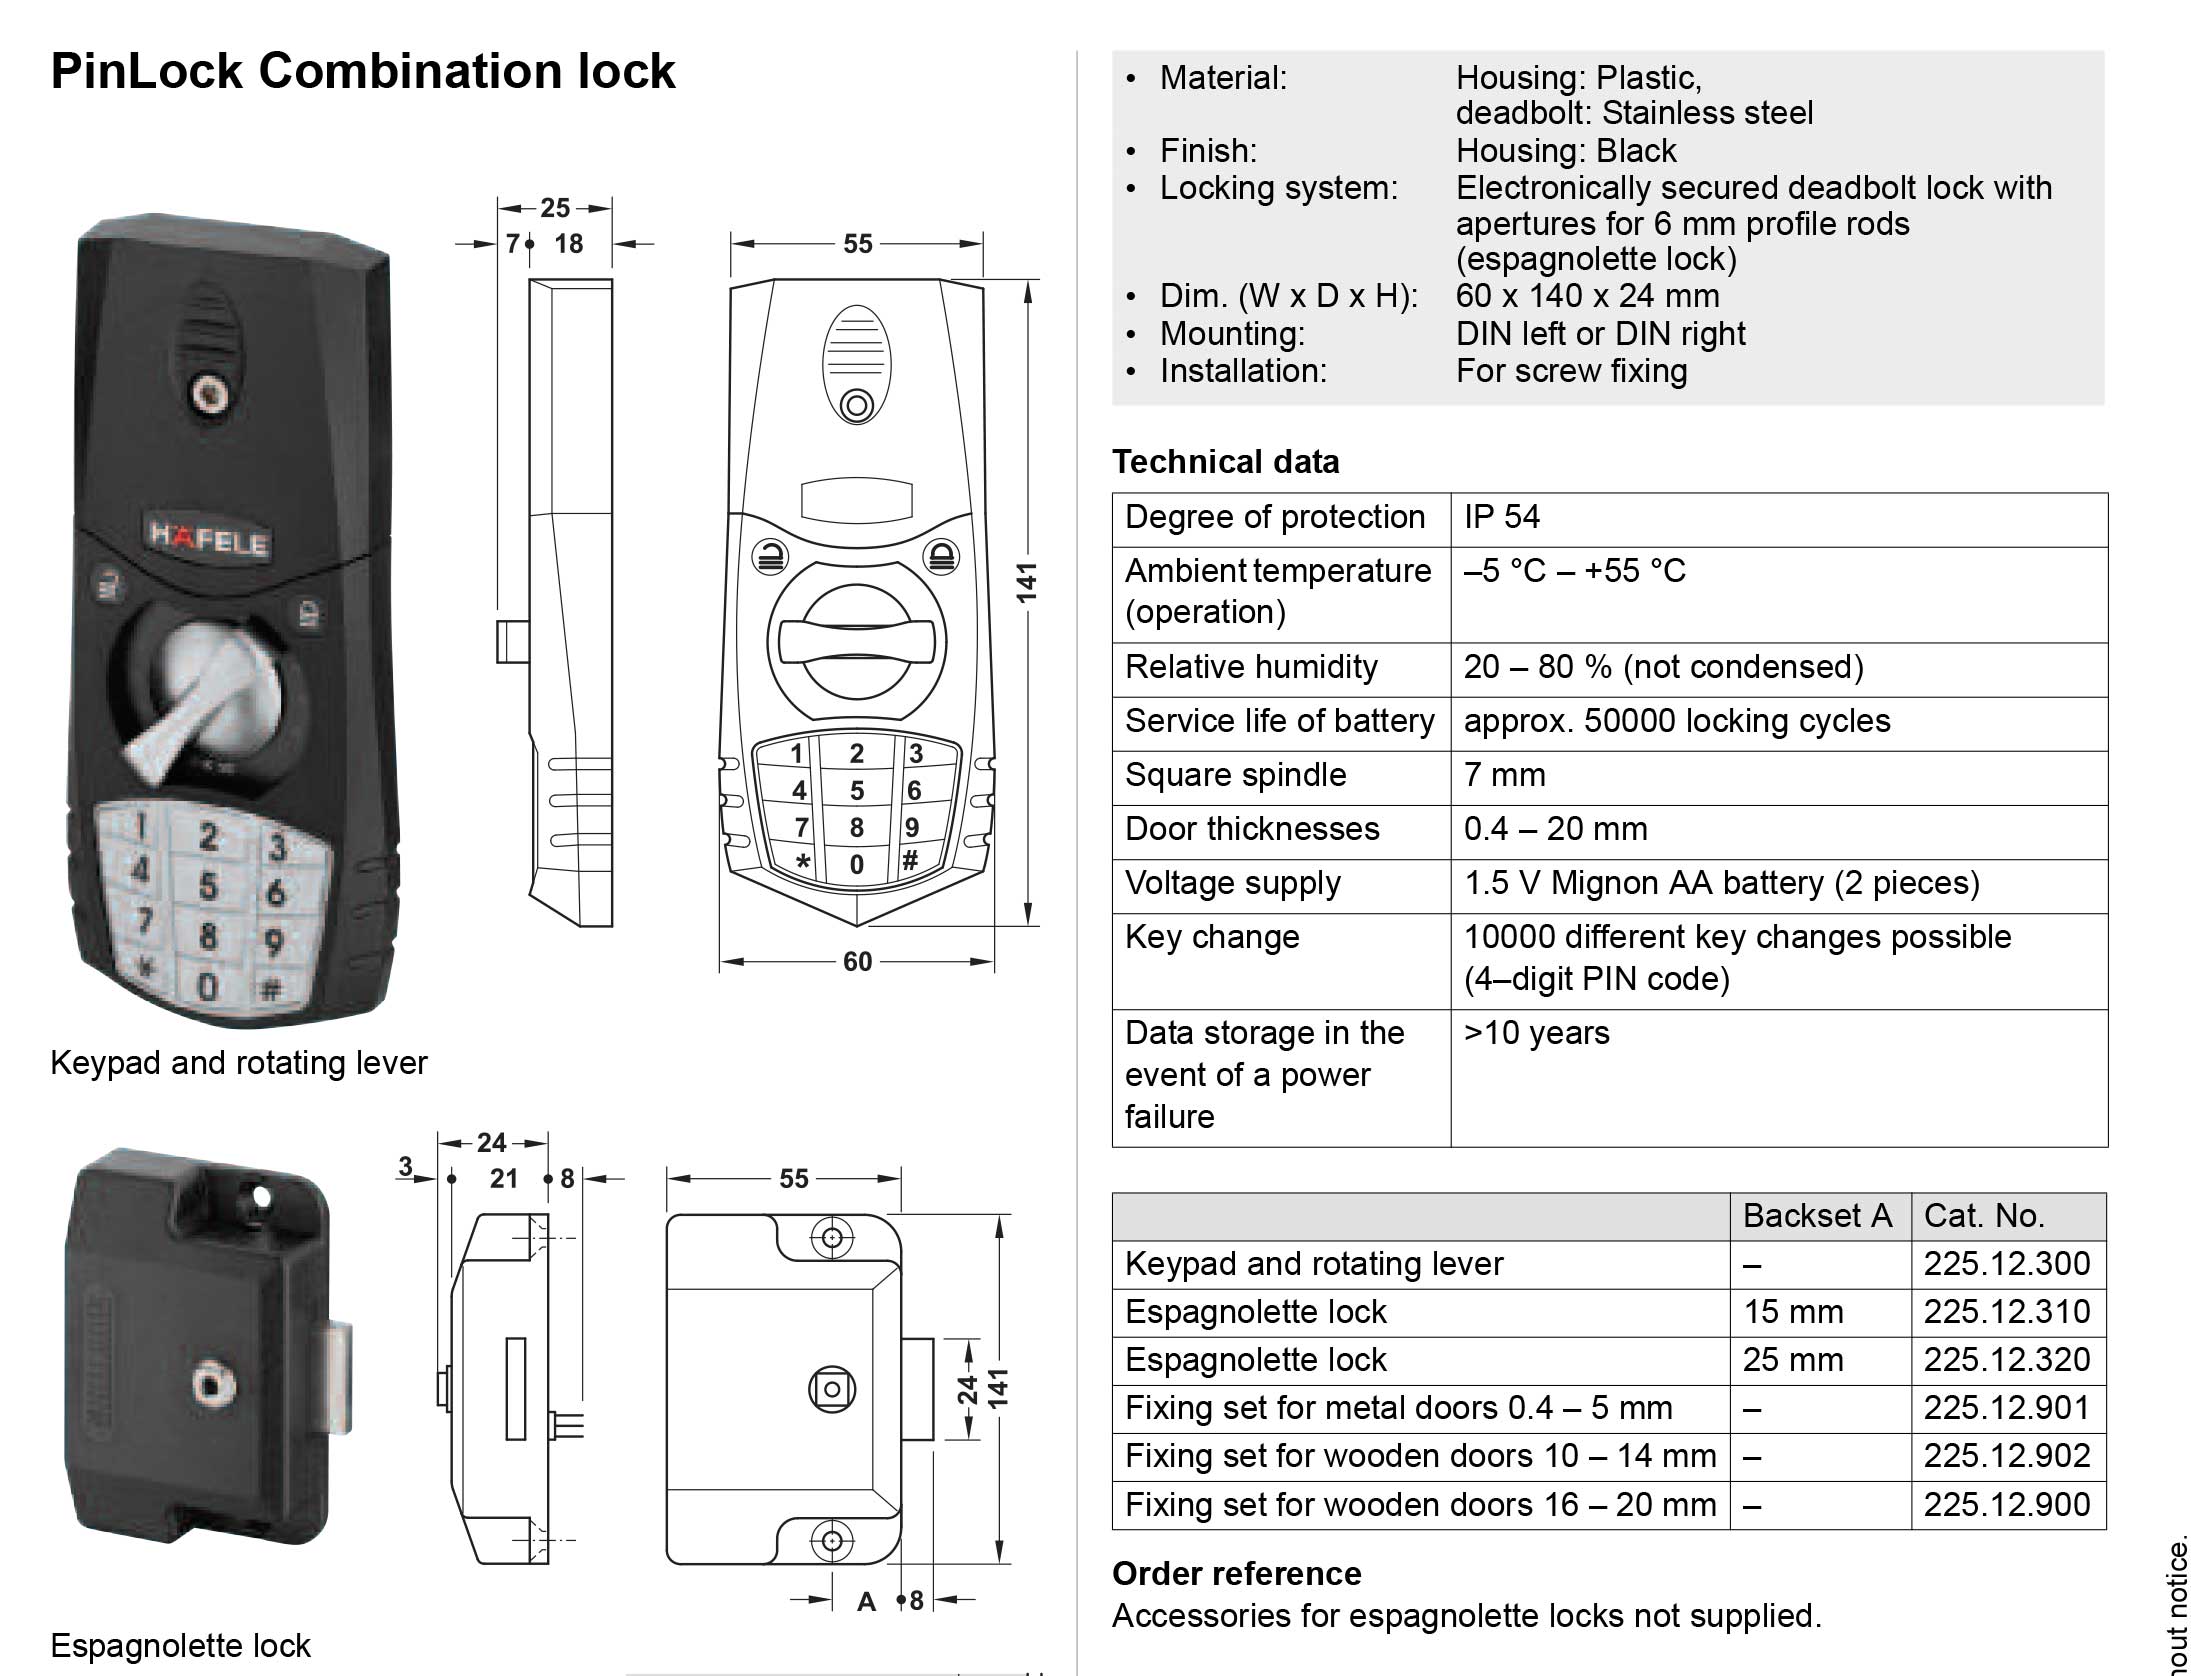 PinLock Combination lock
25
7 18
55
141
60
HÄFELE
1 2 3
4 5 6
7 8 9
* 0 #
1 2 3
4 5 6
7 8 9
* 0 #
Keypad and rotating lever
24
3 21 8
55
24
141
A 8
Espagnolette lock
• Material: Housing: Plastic,
deadbolt: Stainless steel
• Finish: Housing: Black
• Locking system: Electronically secured deadbolt lock with
apertures for 6 mm profile rods
(espagnolette lock)
• Dim. (W x D x H): 60 x 140 x 24 mm
• Mounting: DIN left or DIN right
• Installation: For screw fixing
Technical data
Degree of protection IP 54
Ambient temperature –5 °C – +55 °C
(operation)
Relative humidity 20 – 80 % (not condensed)
Service life of battery approx. 50000 locking cycles
Square spindle 7 mm
Door thicknesses 0.4 – 20 mm
Voltage supply 1.5 V Mignon AA battery (2 pieces)
Key change 10000 different key changes possible
(4–digit PIN code)
Data storage in the >10 years
event of a power
failure
Backset A Cat. No.
Keypad and rotating lever – 225.12.300
Espagnolette lock 15 mm 225.12.310
Espagnolette lock 25 mm 225.12.320
Fixing set for metal doors 0.4 – 5 mm – 225.12.901
Fixing set for wooden doors 10 – 14 mm – 225.12.902
Fixing set for wooden doors 16 – 20 mm – 225.12.900
Order reference
Accessories for espagnolette locks not supplied.
notice.